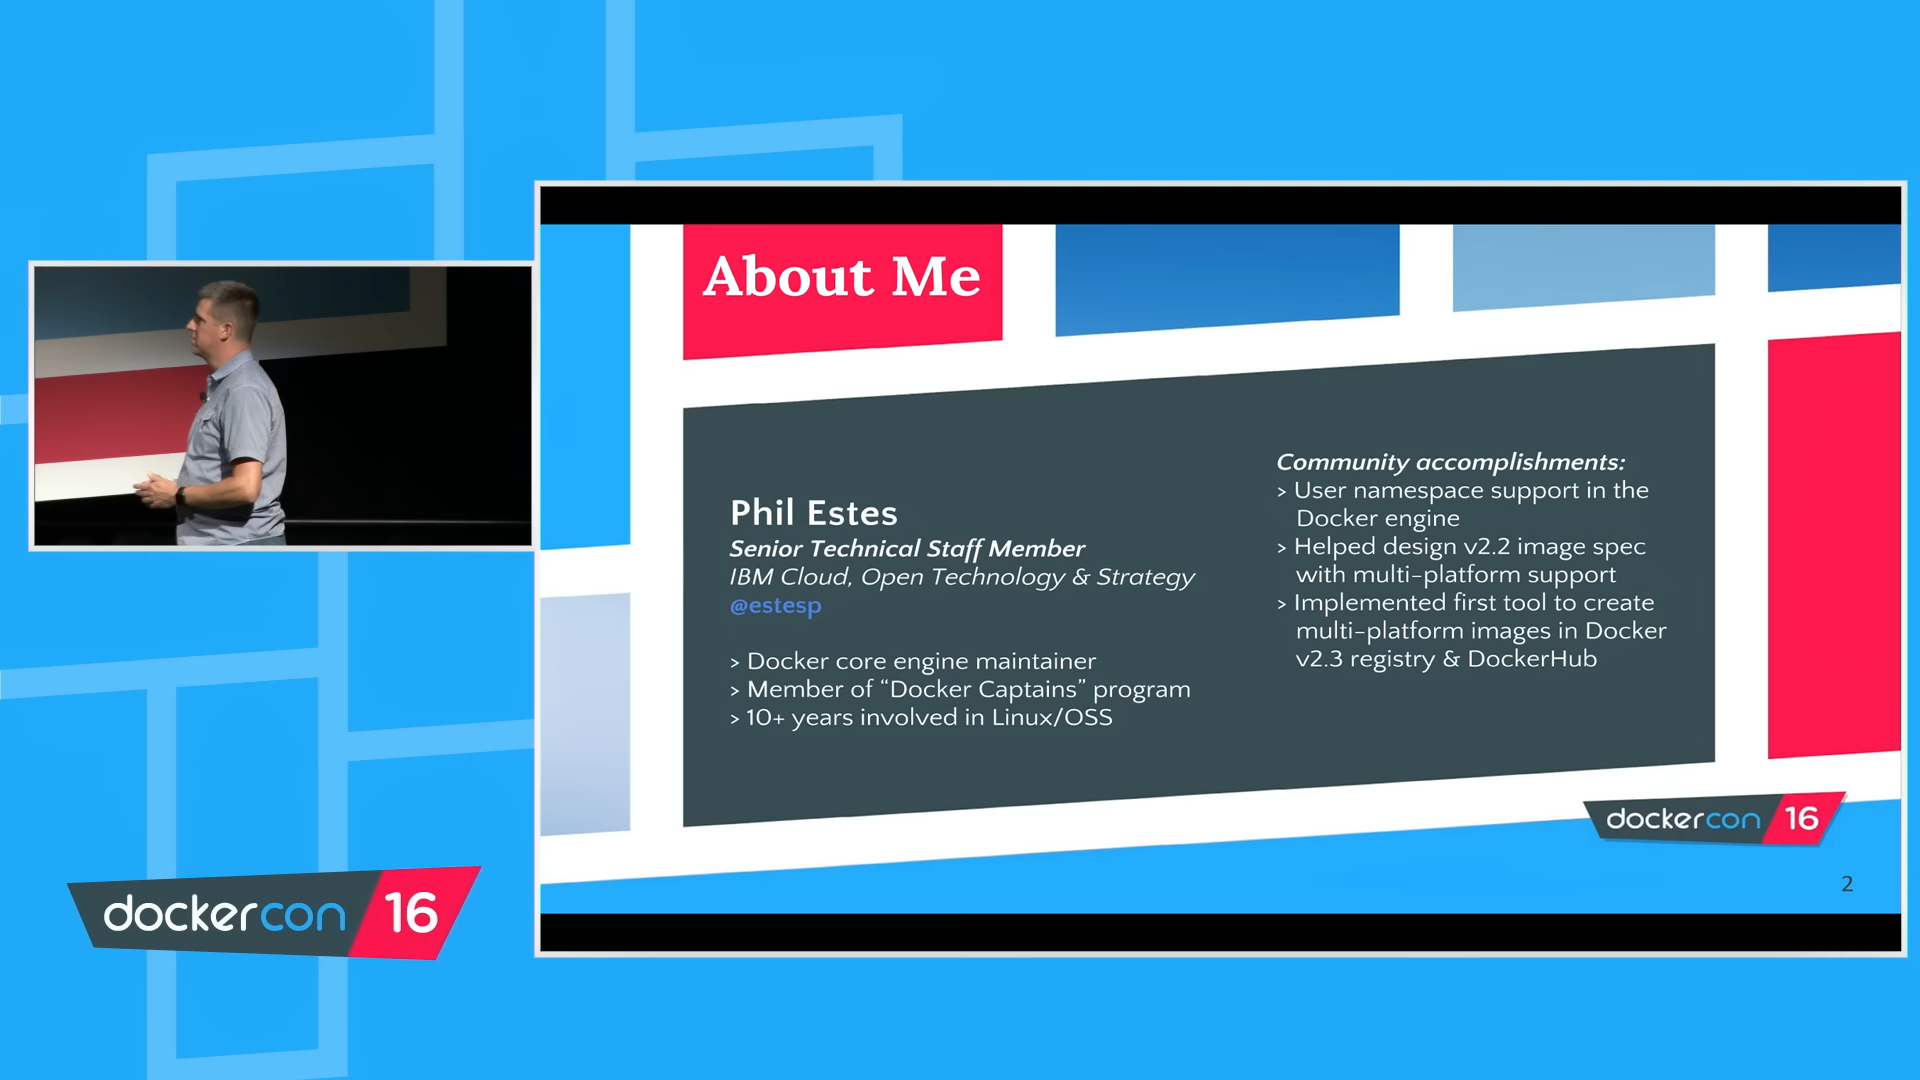 About Me
Phil Estes
Senior Technical Staff Member
IBM Cloud, Open Technology & Strategy
@estesp
> Docker core engine maintainer
> Member of “Docker Captains” program
> 10+ years involved in Linux/OSS
Community accomplishments:
> User namespace support in the
Docker engine
> Helped design v2.2 image spec
with multi-platform support
> Implemented first tool to create
multi-platform images in Docker
v2.3 registry & DockerHub
dockercon 16
2
dockercon 16